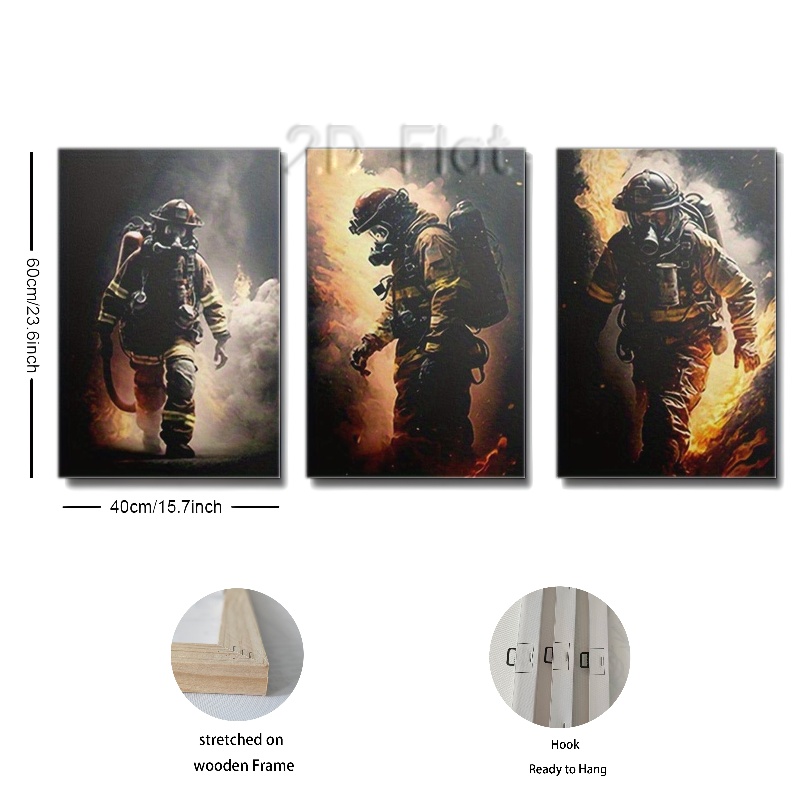 2D Flat
60cm/23.6inch
40cm/15.7inch
stretched on
wooden Frame
Hook
Ready to Hang